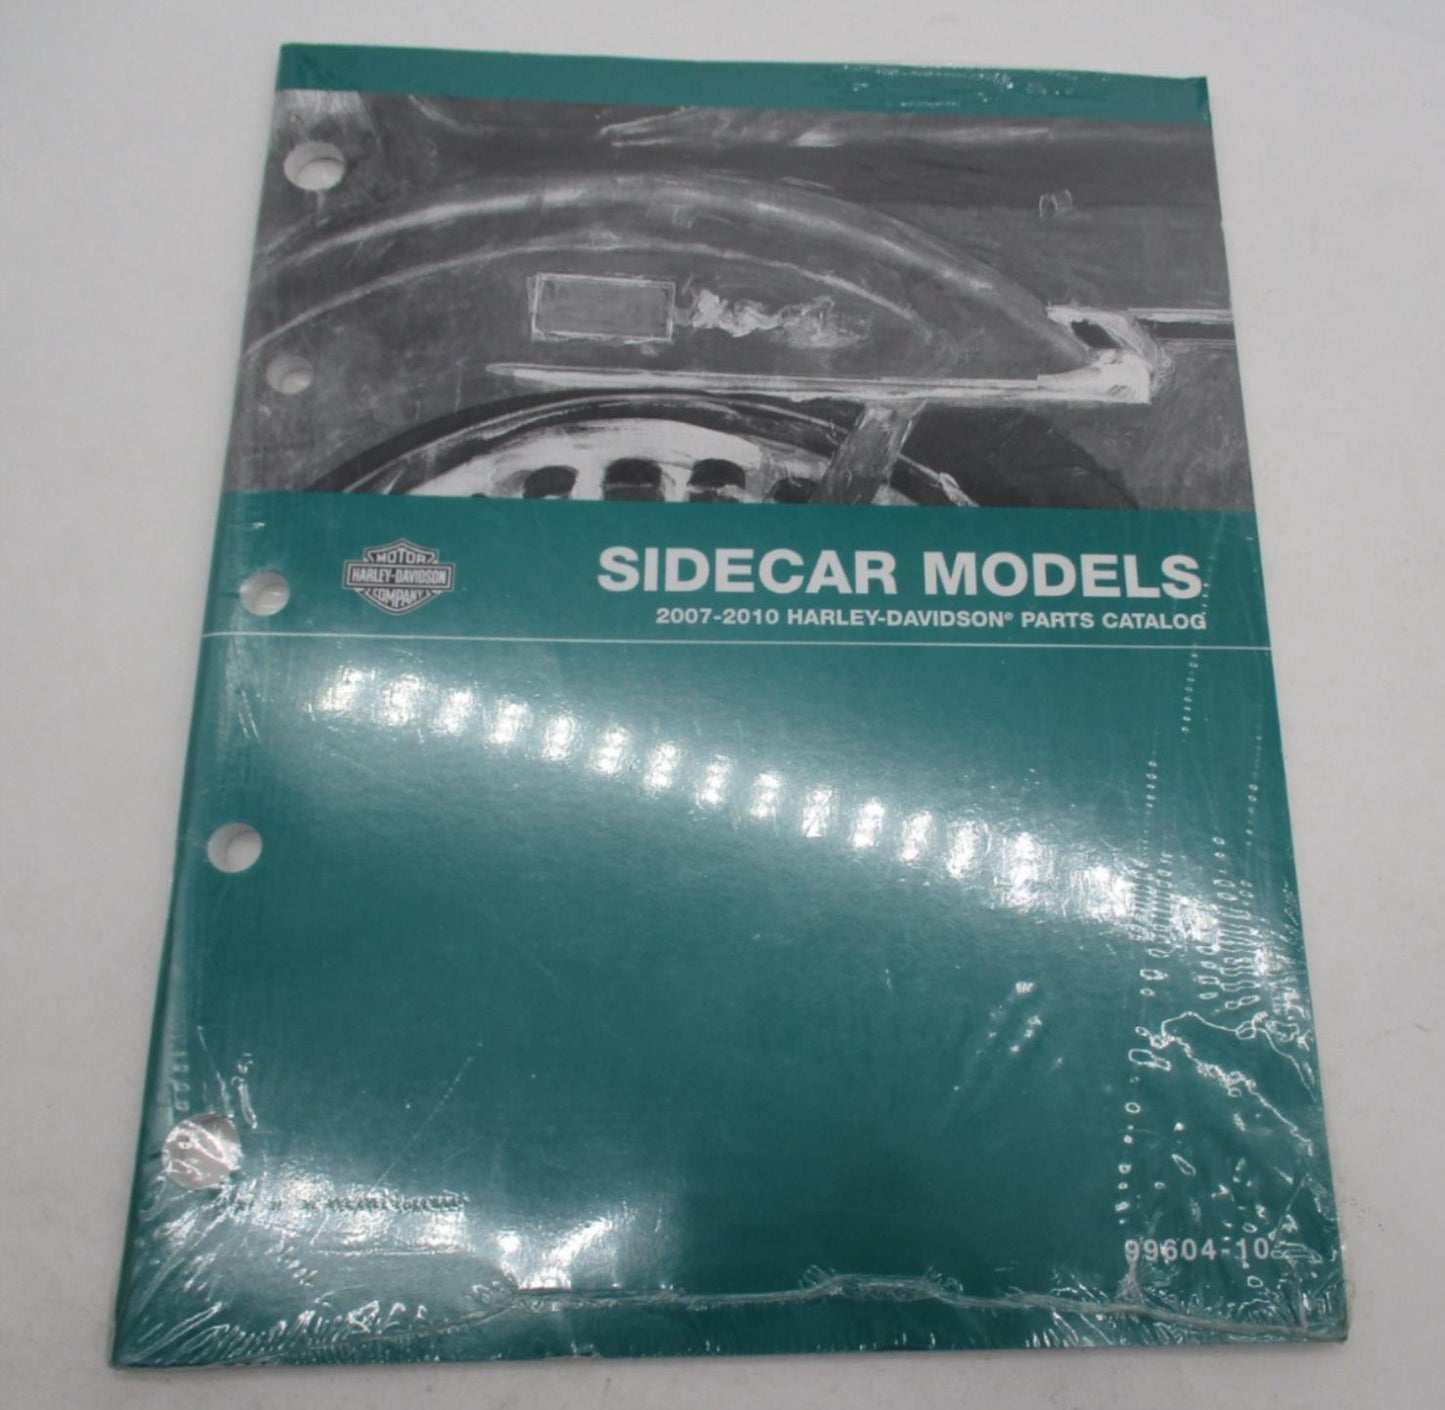 MOTOR
HARLEY-DAVIDSON
COMPANY
SIDECAR MODELS
2007-2010 HARLEY-DAVIDSON® PARTS CATALOG
99604-10